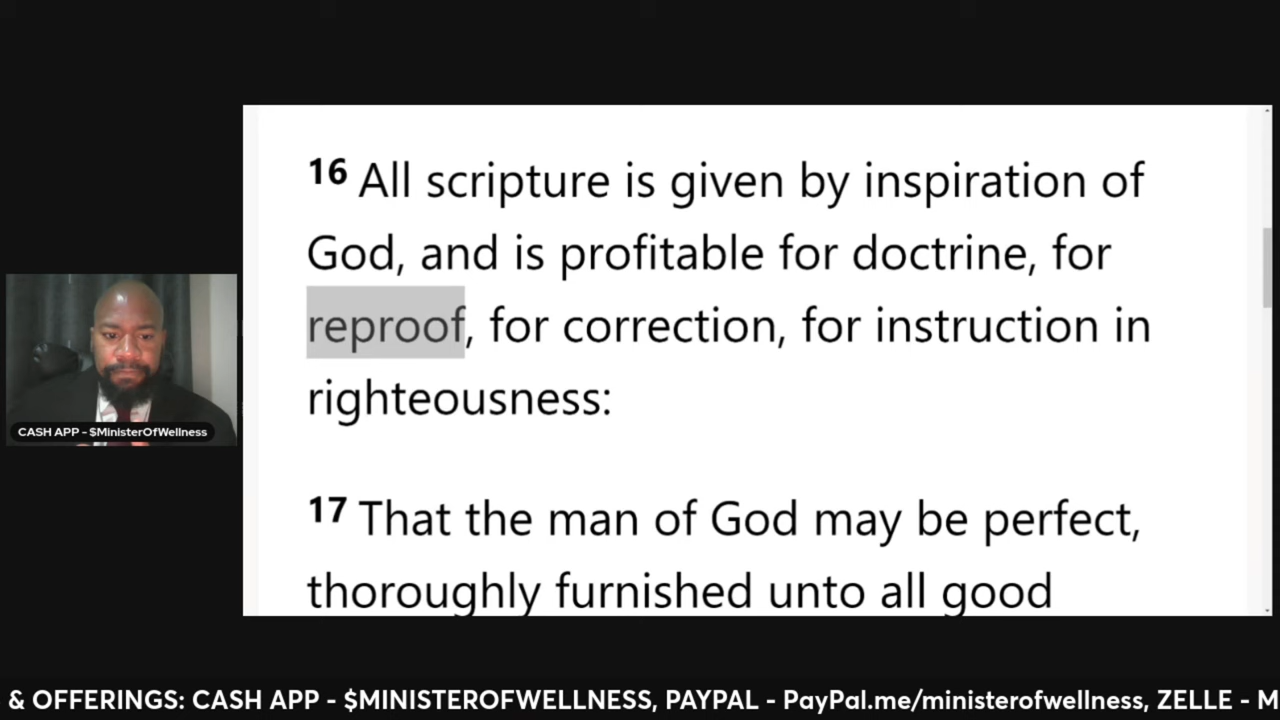 16 All scripture is given by inspiration of
God, and is profitable for doctrine, for
reproof, for correction, for instruction in
righteousness:
17 That the man of God may be perfect,
thoroughly furnished unto all good
CASH APP - $MinisterOfWellness
& OFFERINGS: CASH APP - $MINISTEROFWELLNESS, PAYPAL - PayPal.me/ministerofwellness, ZELLE - M